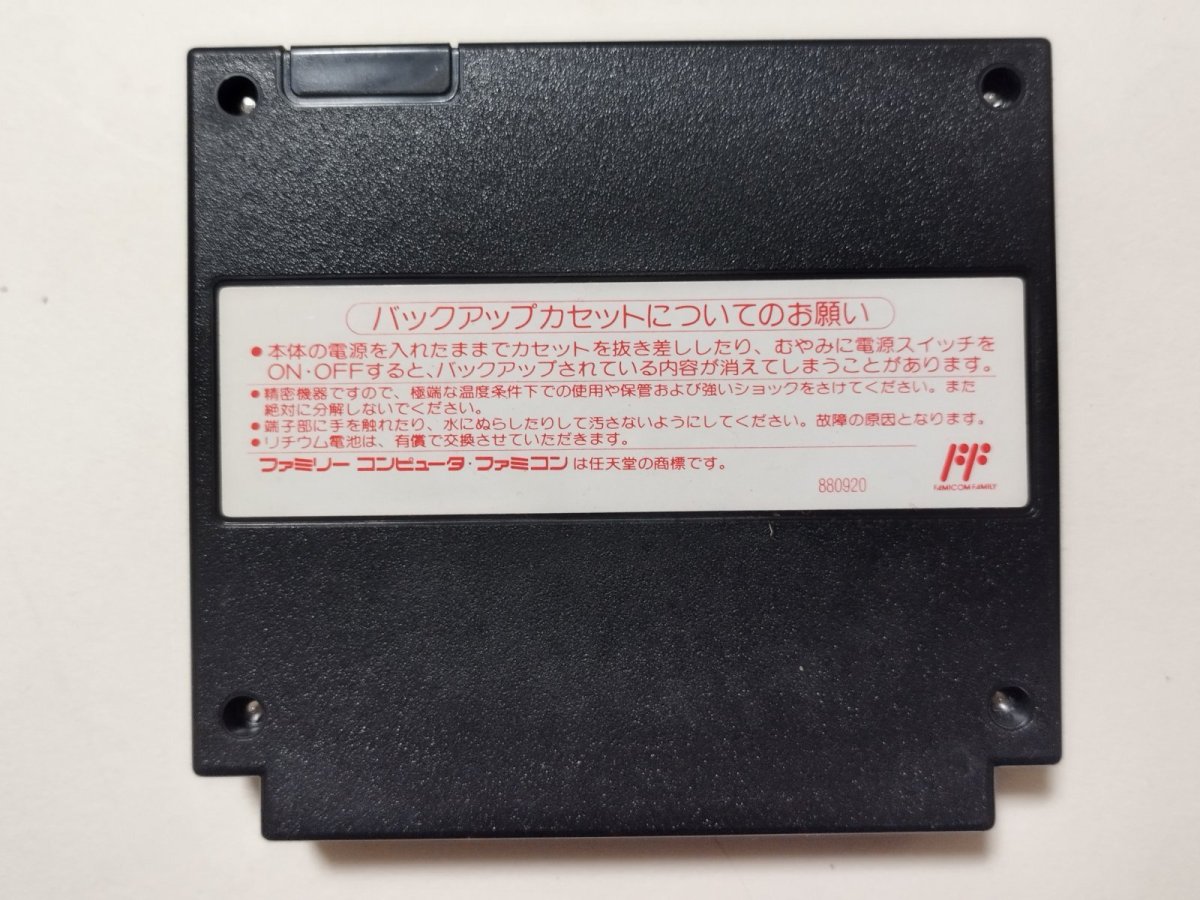 バックアップカセットについてのお願い
●本体の電源を入れたままでカセットを抜き差ししたり、むやみに電源スイッチを
ON・OFFすると、バックアップされている内容が消えてしまうことがあります。
●精密機器ですので、極端な温度条件下での使用や保管および強いショックをさけてください。また
絶対に分解しないでください。
●端子部に手を触れたり、水にぬらしたりして汚さないようにしてください。故障の原因となります。
●リチウム電池は、有償で交換させていただきます。
ファミリー コンピュータ・ファミコンは任天堂の商標です。
880920
FF
FAMICOM FAMILY